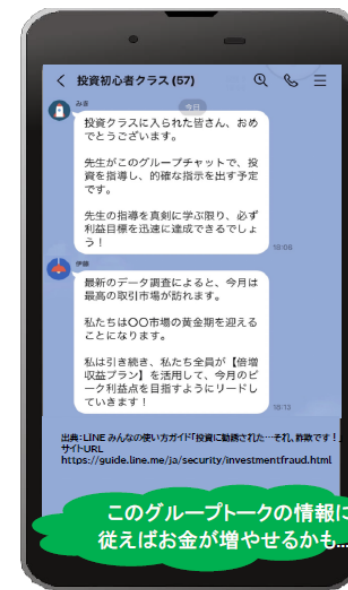 投資初心者クラス(57)
みき
今日
投資クラスに入られた皆さん、おめ
でとうございます。
先生がこのグループチャットで、投
資を指導し、的確な指示を出す予定
です。
先生の指導を真剣に学ぶ限り、必ず
利益目標を迅速に達成できるでしょ
う！
18:06
伊藤
最新のデータ調査によると、今月は
最高の取引市場が訪れます。
私たちは〇〇市場の黄金期を迎える
ことになります。
私は引き続き、私たち全員が【倍増
収益プラン】を活用して、今月のピ
ーク利益点を目指すようにリードし
ていきます！
18:13
出典：LINE みんなの使い方ガイド「投資に勧誘された…それ、詐欺です！」
サイトURL
https://guide.line.me/ja/security/investmentfraud.html
このグループトークの情報に
従えばお金が増やせるかも...